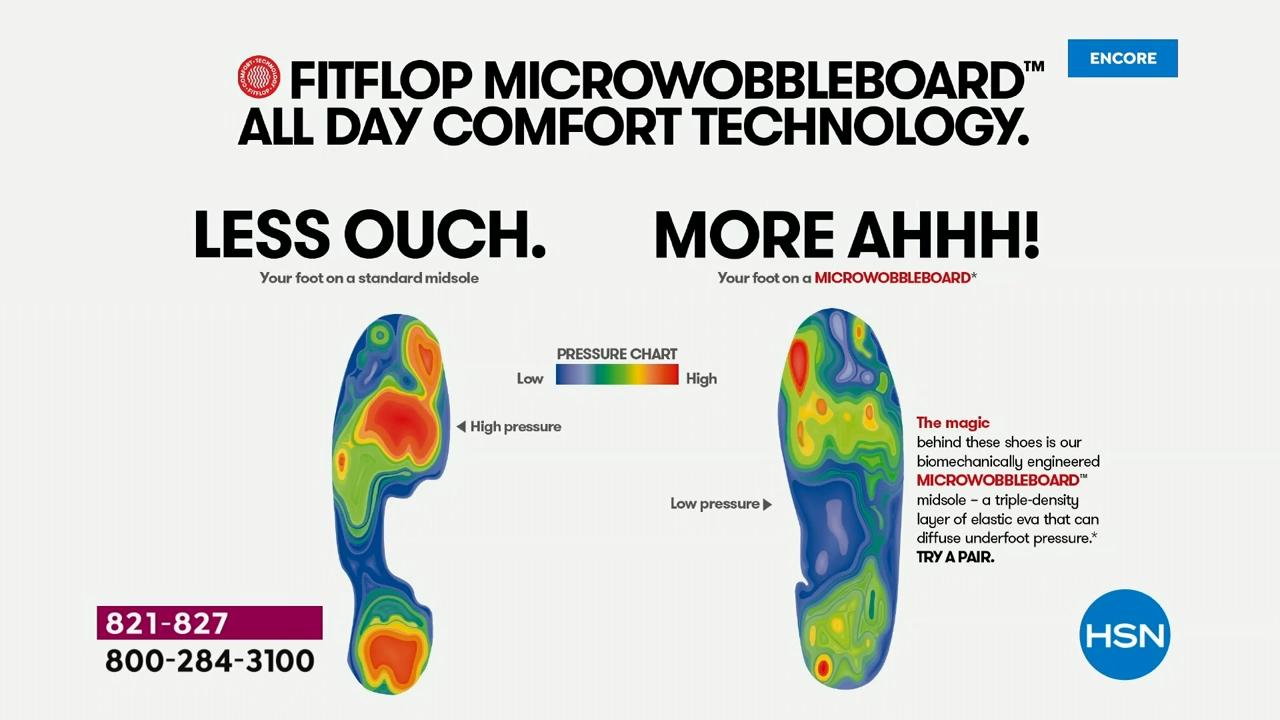 ENCORE
FITFLOP MICROWOBBLEBOARD™
ALL DAY COMFORT TECHNOLOGY.
LESS OUCH.
Your foot on a standard midsole
MORE AHHH!
Your foot on a MICROWOBBLEBOARD*
PRESSURE CHART
Low
High
◀ High pressure
Low pressure ▶
The magic
behind these shoes is our
biomechanically engineered
MICROWOBBLEBOARD™
midsole – a triple-density
layer of elastic eva that can
diffuse underfoot pressure.*
TRY A PAIR.
821-827
800-284-3100
HSN